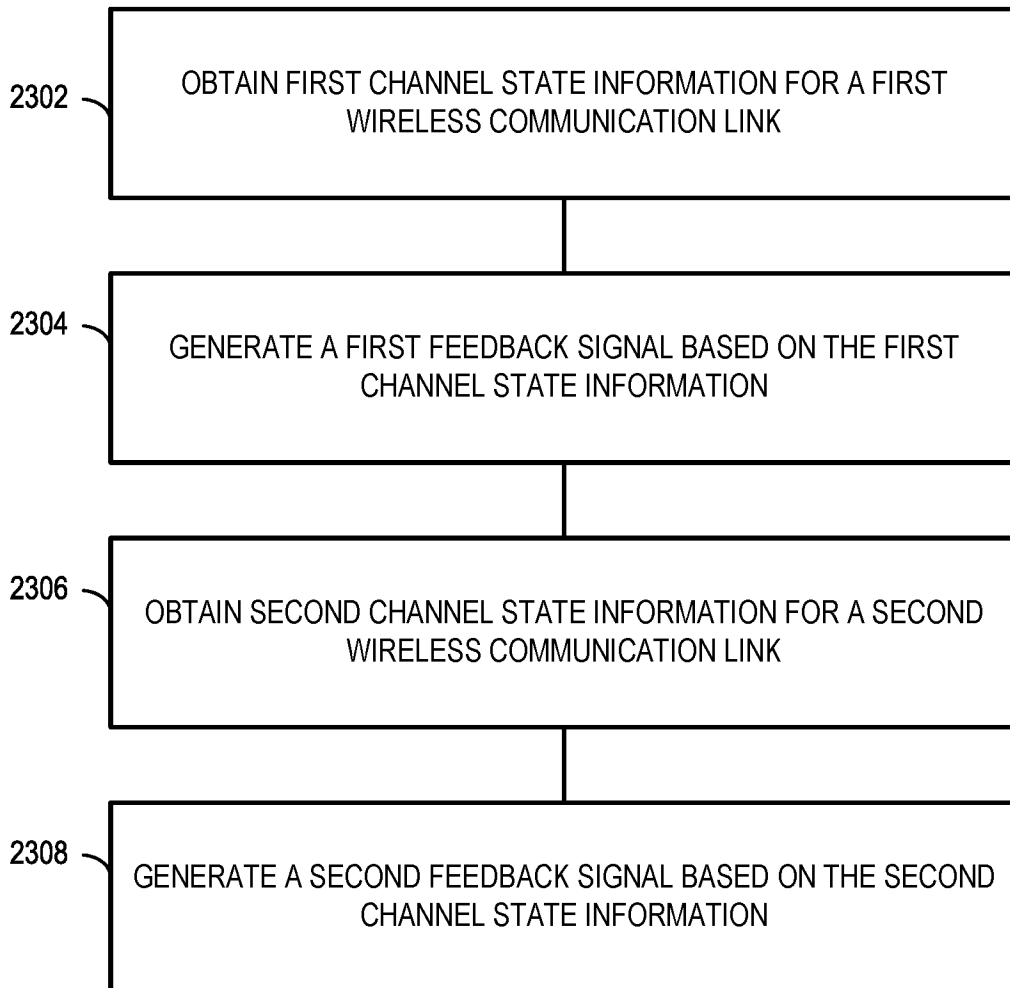 2302
OBTAIN FIRST CHANNEL STATE INFORMATION FOR A FIRST
WIRELESS COMMUNICATION LINK
2304
GENERATE A FIRST FEEDBACK SIGNAL BASED ON THE FIRST
CHANNEL STATE INFORMATION
2306
OBTAIN SECOND CHANNEL STATE INFORMATION FOR A SECOND
WIRELESS COMMUNICATION LINK
2308
GENERATE A SECOND FEEDBACK SIGNAL BASED ON THE SECOND
CHANNEL STATE INFORMATION